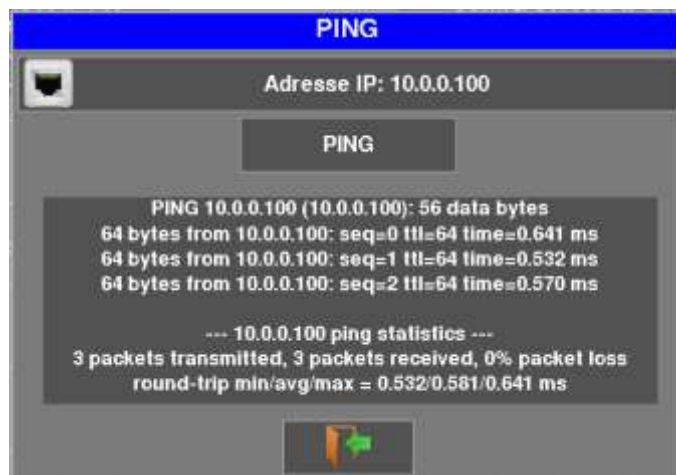 PING
Adresse IP: 10.0.0.100
PING
PING 10.0.0.100 (10.0.0.100): 56 data bytes
64 bytes from 10.0.0.100: seq=0 ttl=64 time=0.641 ms
64 bytes from 10.0.0.100: seq=1 ttl=64 time=0.532 ms
64 bytes from 10.0.0.100: seq=2 ttl=64 time=0.570 ms
--- 10.0.0.100 ping statistics ---
3 packets transmitted, 3 packets received, 0% packet loss
round-trip min/avg/max = 0.532/0.581/0.641 ms